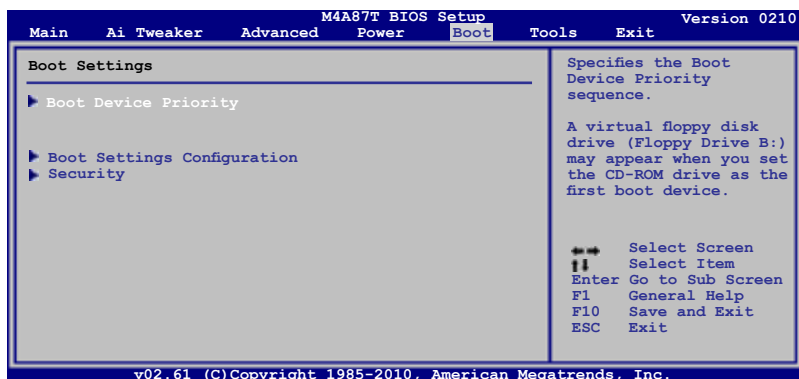 M4A87T BIOS Setup Version 0210
Main Ai Tweaker Advanced Power Boot Tools Exit
Boot Settings
Boot Device Priority
Boot Settings Configuration
Security
Specifies the Boot
Device Priority
sequence.
A virtual floppy disk
drive (Floppy Drive B:)
may appear when you set
the CD-ROM drive as the
first boot device.
Select Screen
Select Item
Enter Go to Sub Screen
F1 General Help
F10 Save and Exit
ESC Exit
v02.61 (C)Copyright 1985-2010, American Megatrends, Inc.